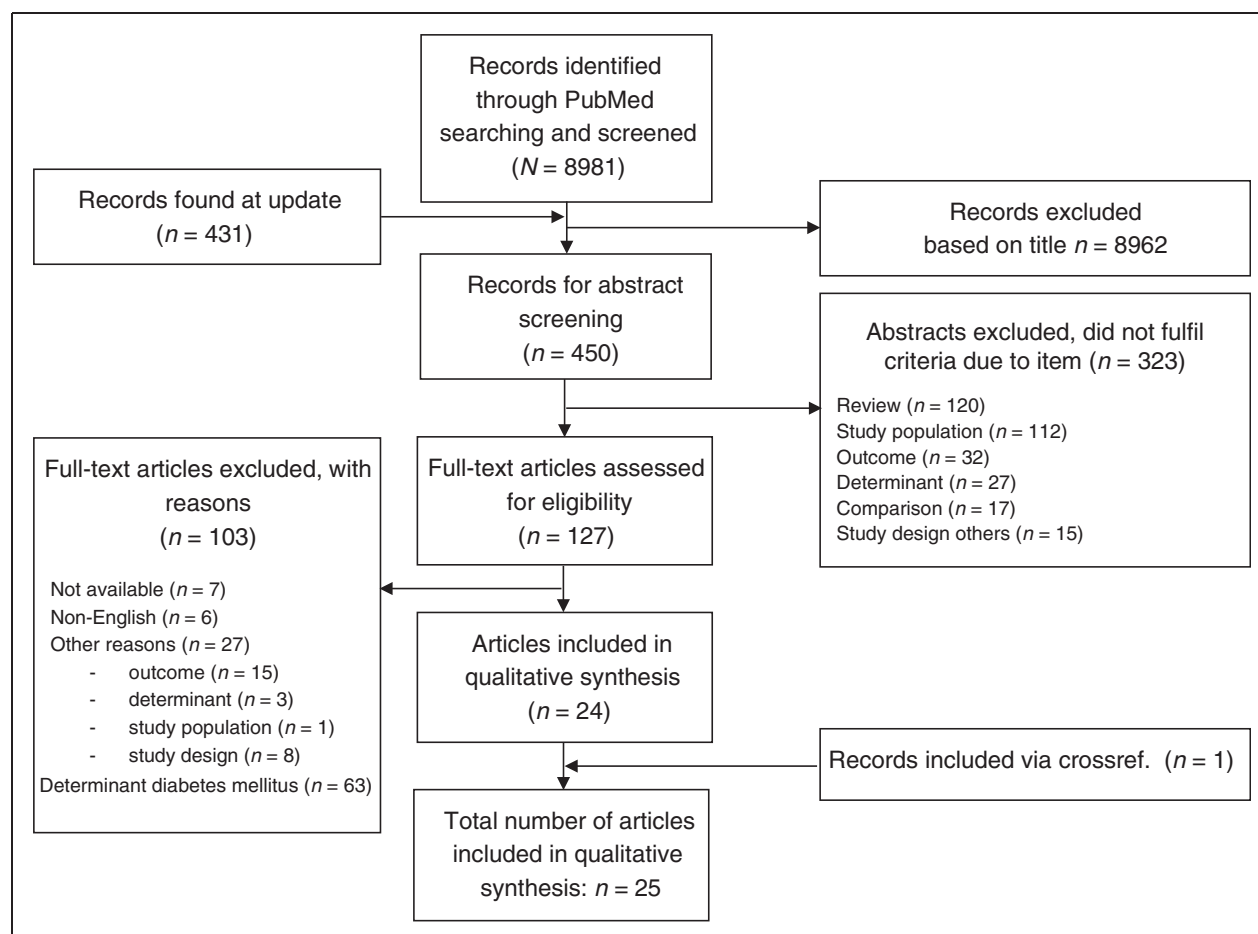 Records identified
through PubMed
searching and screened
(N = 8981)
Records found at update
(n = 431)
Records excluded
based on title n = 8962
Records for abstract
screening
(n = 450)
Abstracts excluded, did not fulfil
criteria due to item (n = 323)
Review (n = 120)
Study population (n = 112)
Outcome (n = 32)
Determinant (n = 27)
Comparison (n = 17)
Study design others (n = 15)
Full-text articles assessed
for eligibility
(n = 127)
Full-text articles excluded, with
reasons
(n = 103)
Not available (n = 7)
Non-English (n = 6)
Other reasons (n = 27)
- outcome (n = 15)
- determinant (n = 3)
- study population (n = 1)
- study design (n = 8)
Determinant diabetes mellitus (n = 63)
Articles included in
qualitative synthesis
(n = 24)
Records included via crossref. (n = 1)
Total number of articles
included in qualitative
synthesis: n = 25